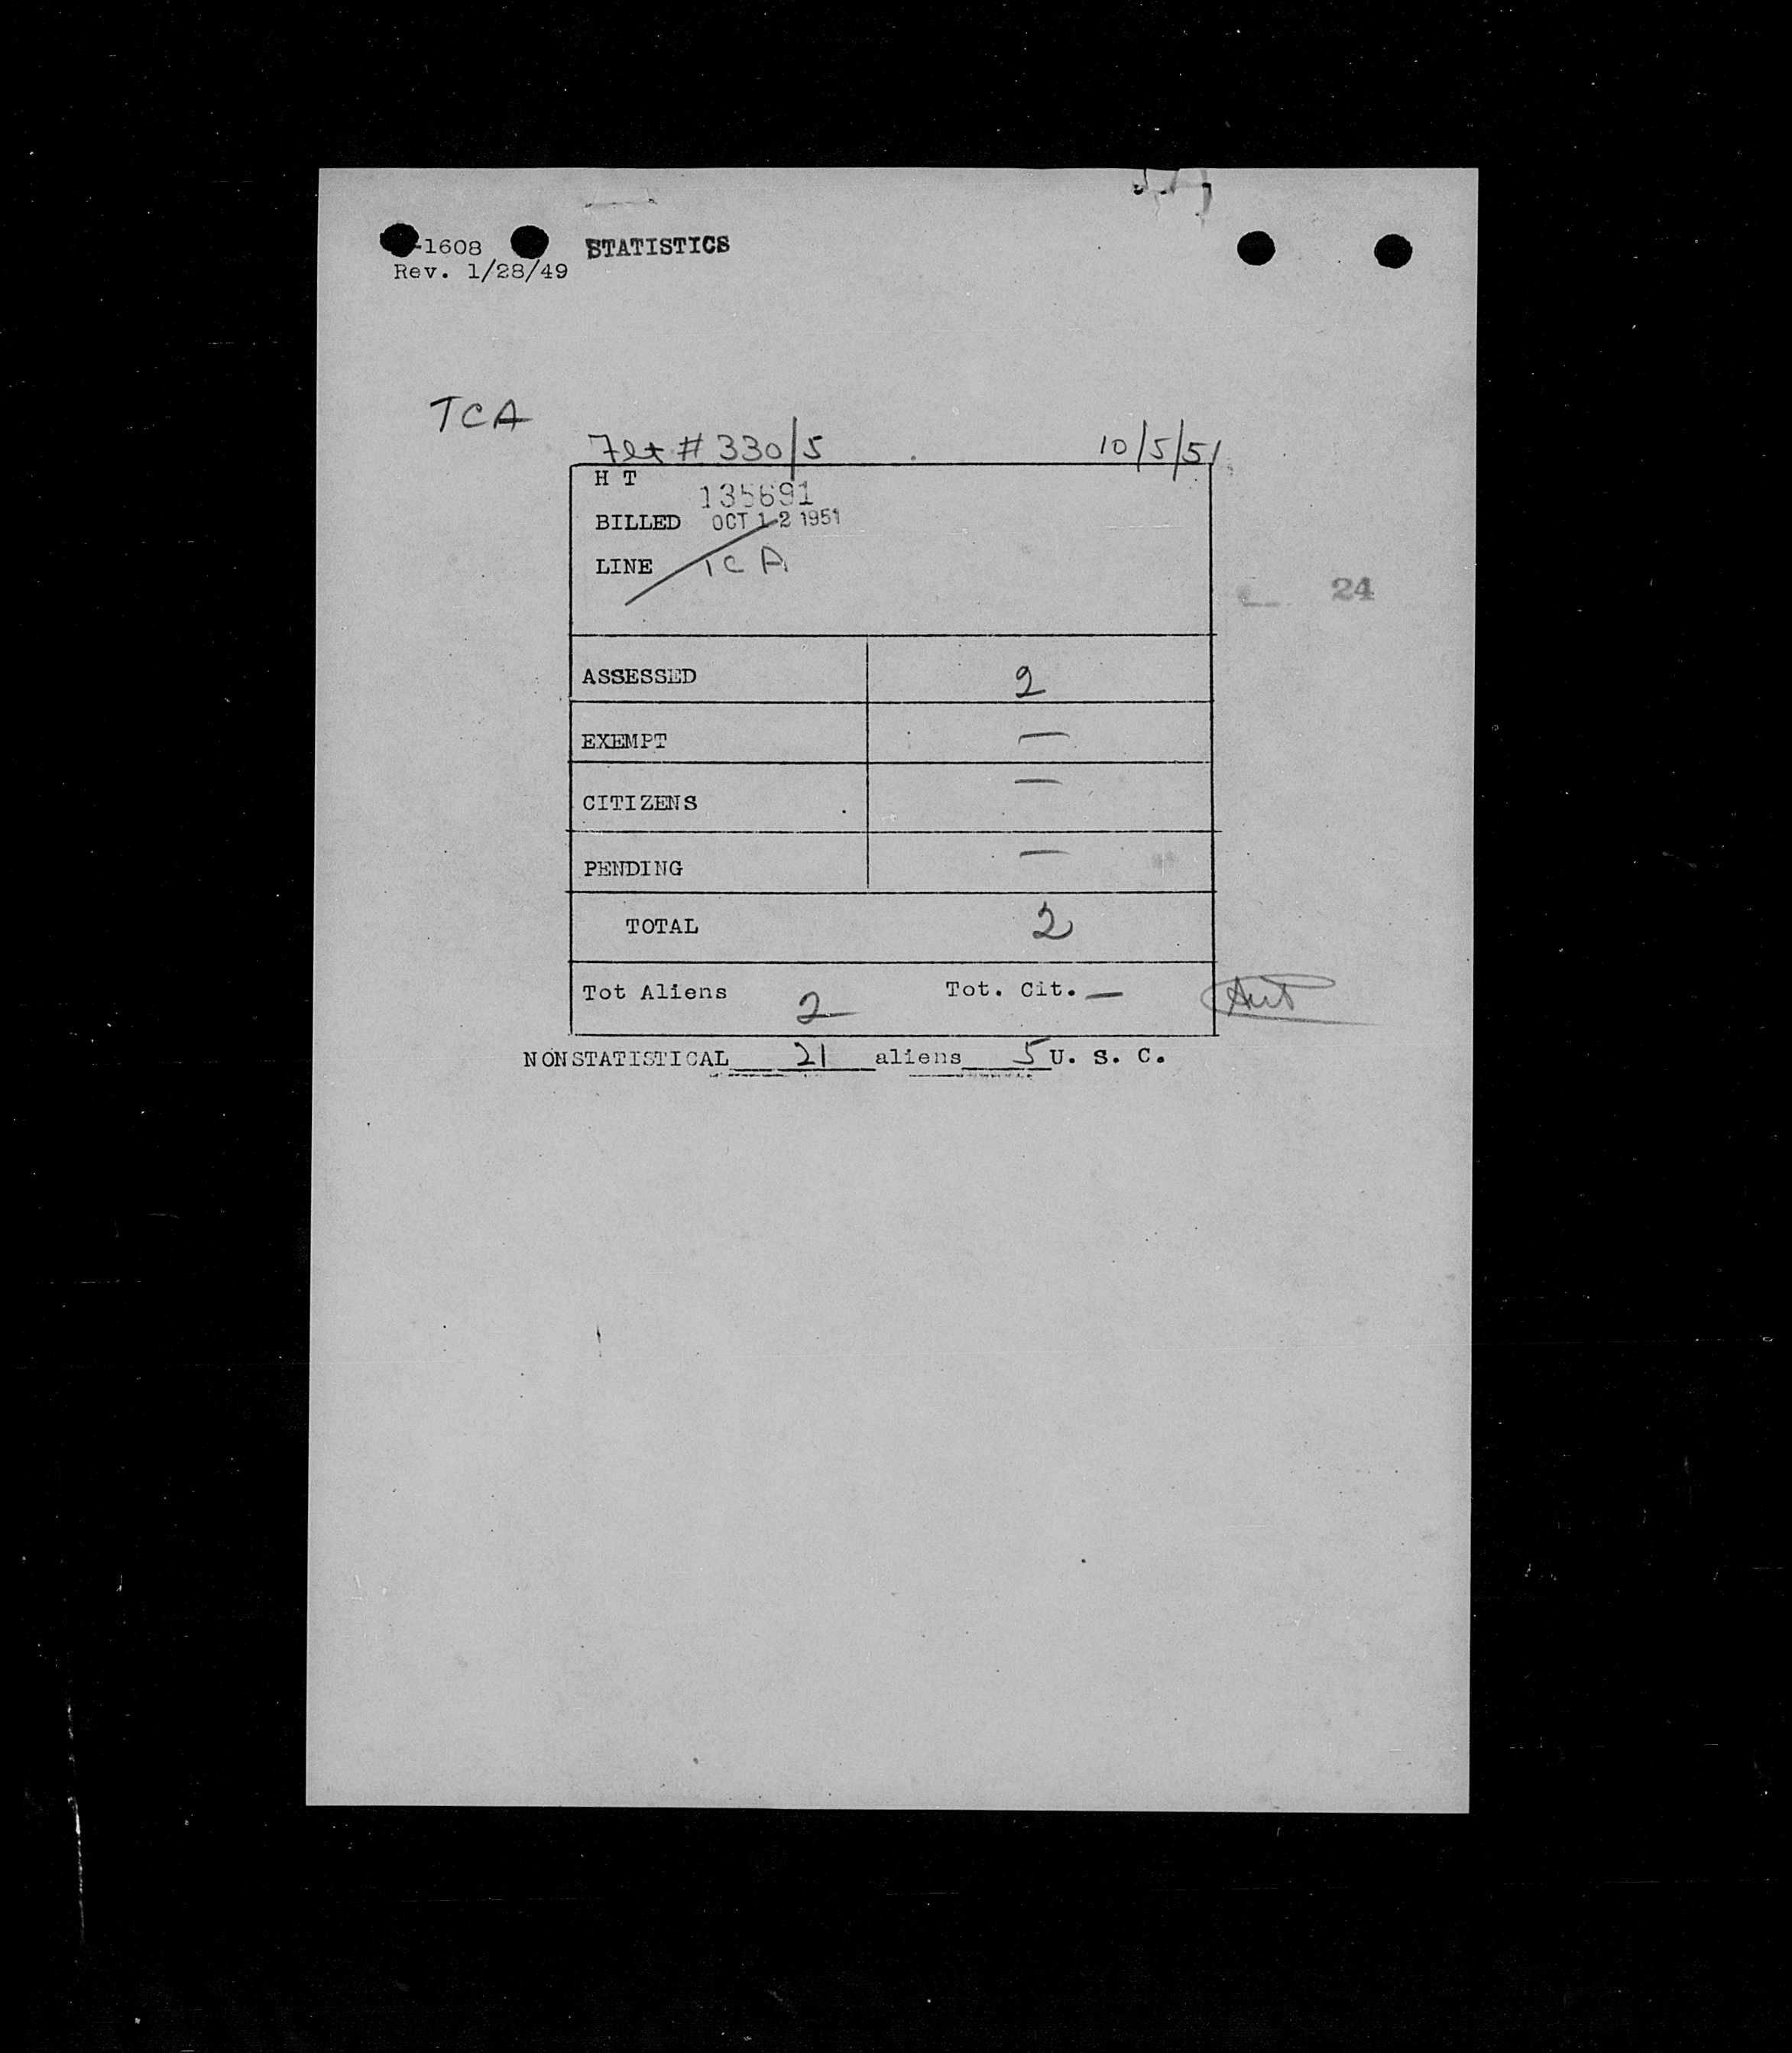 -1608 STATISTICS
Rev. 1/28/49
TCA
Flt # 330/5 10/5/51
H T 135691
BILLED OCT 12 1951
LINE TCA
24
ASSESSED 2
EXEMPT —
CITIZENS —
PENDING —
TOTAL 2
Tot Aliens 2 Tot. Cit. —
NONSTATISTICAL 21 aliens 5 U. S. C.